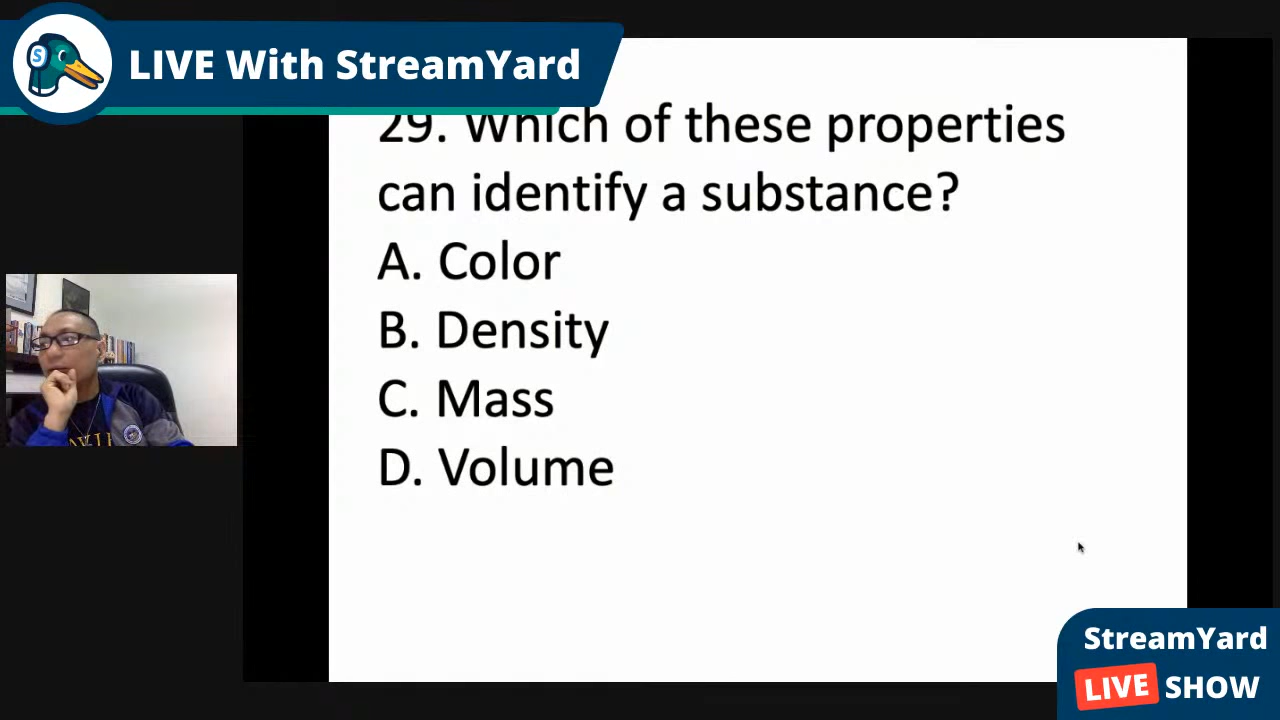 LIVE With StreamYard
29. Which of these properties
can identify a substance?
A. Color
B. Density
C. Mass
D. Volume
StreamYard
LIVE SHOW